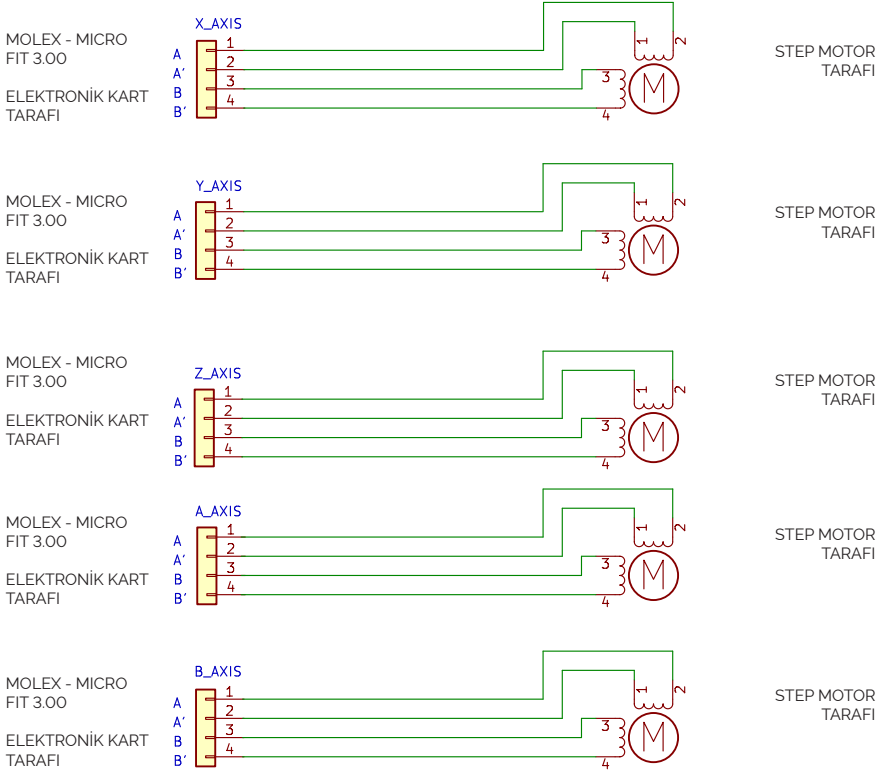 X_AXIS
MOLEX - MICRO
FIT 3.00
ELEKTRONİK KART
TARAFI
A
A'
B
B'
1
2
3
4
1
2
3
4
M
STEP MOTOR
TARAFI
Y_AXIS
MOLEX - MICRO
FIT 3.00
ELEKTRONİK KART
TARAFI
A
A'
B
B'
1
2
3
4
1
2
3
4
M
STEP MOTOR
TARAFI
Z_AXIS
MOLEX - MICRO
FIT 3.00
ELEKTRONİK KART
TARAFI
A
A'
B
B'
1
2
3
4
1
2
3
4
M
STEP MOTOR
TARAFI
A_AXIS
MOLEX - MICRO
FIT 3.00
ELEKTRONİK KART
TARAFI
A
A'
B
B'
1
2
3
4
1
2
3
4
M
STEP MOTOR
TARAFI
B_AXIS
MOLEX - MICRO
FIT 3.00
ELEKTRONİK KART
TARAFI
A
A'
B
B'
1
2
3
4
1
2
3
4
M
STEP MOTOR
TARAFI